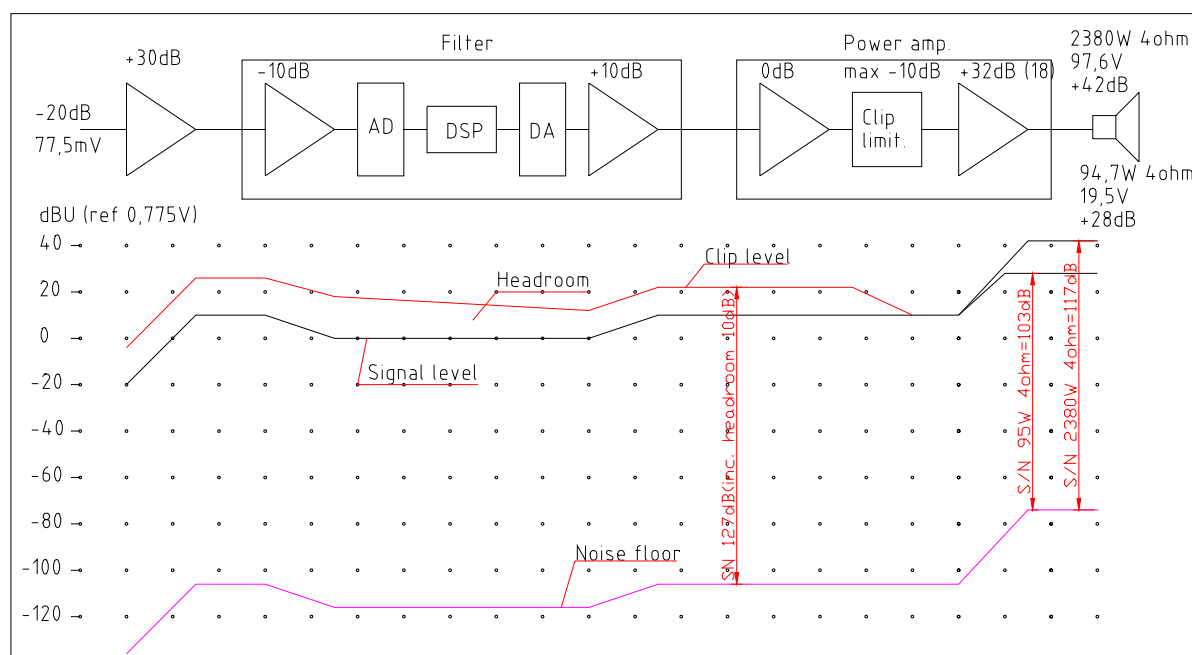 Filter
Power amp.
2380W 4ohm
97,6V
+42dB
+30dB
-10dB
+10dB
0dB
max -10dB
+32dB (18)
-20dB
77,5mV
AD
DSP
DA
Clip
limit.
94,7W 4ohm
19,5V
+28dB
dBU (ref 0,775V)
40
20
0
-20
-40
-60
-80
-100
-120
Clip level
Headroom
Signal level
Noise floor
SN 127dB(inc. headroom 10dB)
S/N 95W 4ohm=103dB
S/N 2380W 4ohm=117dB